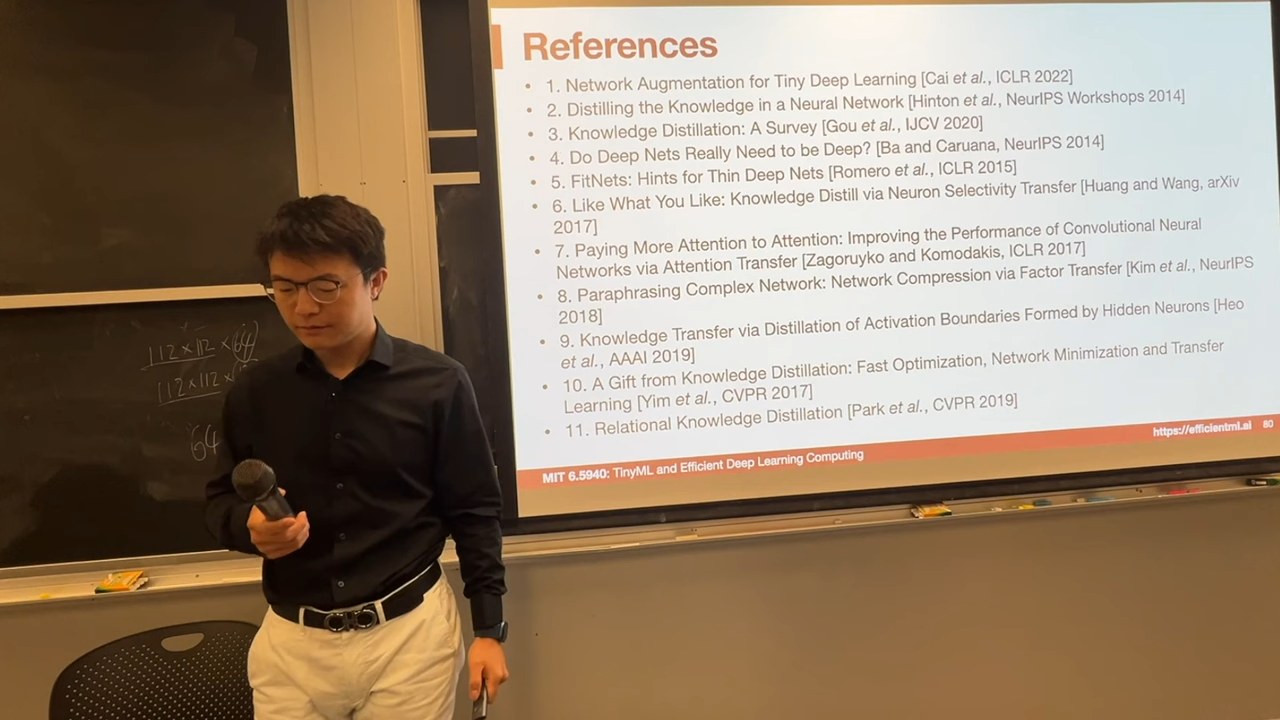 References
• 1. Network Augmentation for Tiny Deep Learning [Cai et al., ICLR 2022]
• 2. Distilling the Knowledge in a Neural Network [Hinton et al., NeurIPS Workshops 2014]
• 3. Knowledge Distillation: A Survey [Gou et al., IJCV 2020]
• 4. Do Deep Nets Really Need to be Deep? [Ba and Caruana, NeurIPS 2014]
• 5. FitNets: Hints for Thin Deep Nets [Romero et al., ICLR 2015]
• 6. Like What You Like: Knowledge Distill via Neuron Selectivity Transfer [Huang and Wang, arXiv
2017]
• 7. Paying More Attention to Attention: Improving the Performance of Convolutional Neural
Networks via Attention Transfer [Zagoruyko and Komodakis, ICLR 2017]
• 8. Paraphrasing Complex Network: Network Compression via Factor Transfer [Kim et al., NeurIPS
2018]
• 9. Knowledge Transfer via Distillation of Activation Boundaries Formed by Hidden Neurons [Heo
et al., AAAI 2019]
• 10. A Gift from Knowledge Distillation: Fast Optimization, Network Minimization and Transfer
Learning [Yim et al., CVPR 2017]
• 11. Relational Knowledge Distillation [Park et al., CVPR 2019]
MIT 6.5940: TinyML and Efficient Deep Learning Computing
https://efficientml.ai 80
112×112×64
112×112×
64